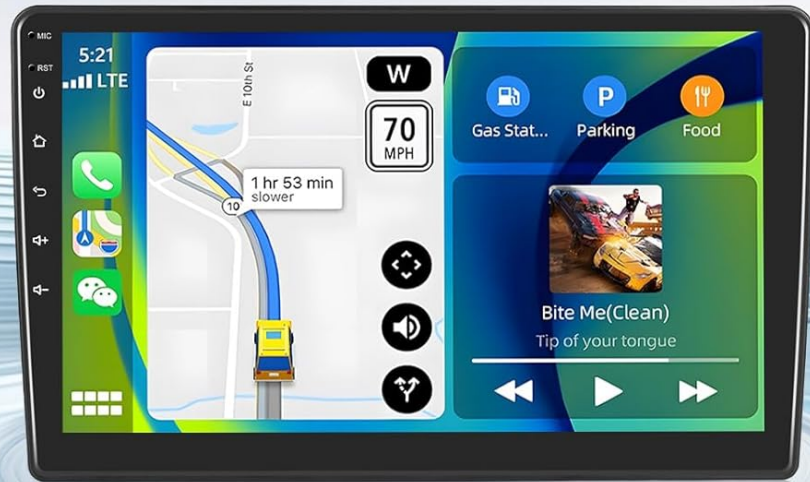 MIC
RST
5:21
LTE
E 10th St
W
70
MPH
1 hr 53 min
slower
10
Gas Stat...
P
Parking
Food
Bite Me(Clean)
Tip of your tongue